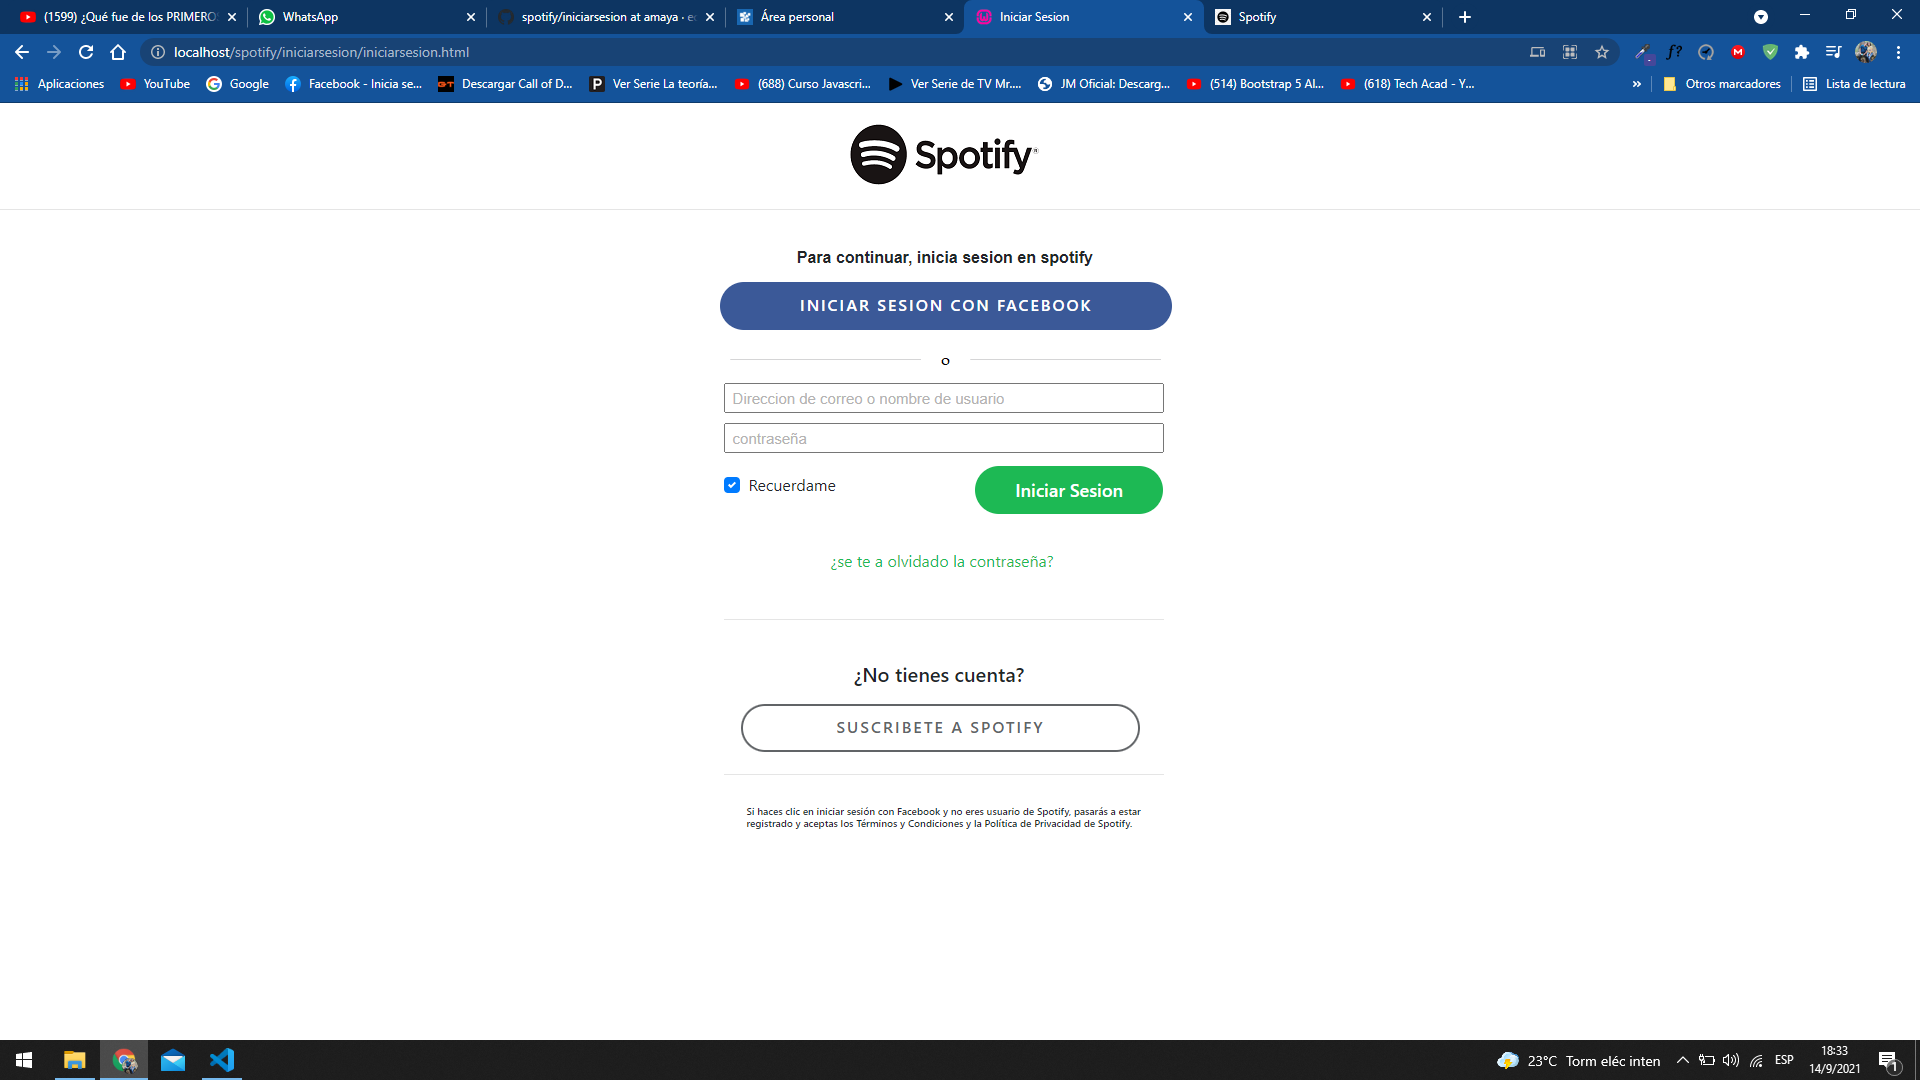 (1599) ¿Qué fue de los PRIMERO
WhatsApp
spotify/iniciarsesion at amaya · e
Área personal
Iniciar Sesion
Spotify
localhost/spotify/iniciarsesion/iniciarsesion.html
Aplicaciones
YouTube
Google
Facebook - Inicia se...
Descargar Call of D...
Ver Serie La teoría...
(688) Curso Javascri...
Ver Serie de TV Mr....
JM Oficial: Descarg...
(514) Bootstrap 5 Al...
(618) Tech Acad - Y...
»
Otros marcadores
Lista de lectura
Spotify®
Para continuar, inicia sesion en spotify
INICIAR SESION CON FACEBOOK
o
Direccion de correo o nombre de usuario
contraseña
Recuerdame
Iniciar Sesion
¿se te a olvidado la contraseña?
¿No tienes cuenta?
SUSCRIBETE A SPOTIFY
Si haces clic en iniciar sesión con Facebook y no eres usuario de Spotify, pasarás a estar
registrado y aceptas los Términos y Condiciones y la Política de Privacidad de Spotify.
23°C Torm eléc inten
ESP
18:33
14/9/2021
1